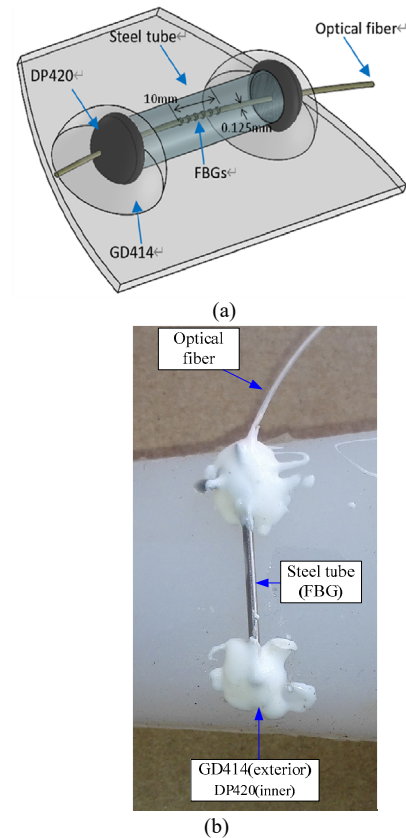 Steel tube↵
Optical fiber↵
DP420↵
10mm
0.125mm
FBGs↵
GD414↵
(a)
Optical
fiber
Steel tube
(FBG)
GD414(exterior)
DP420(inner)
(b)